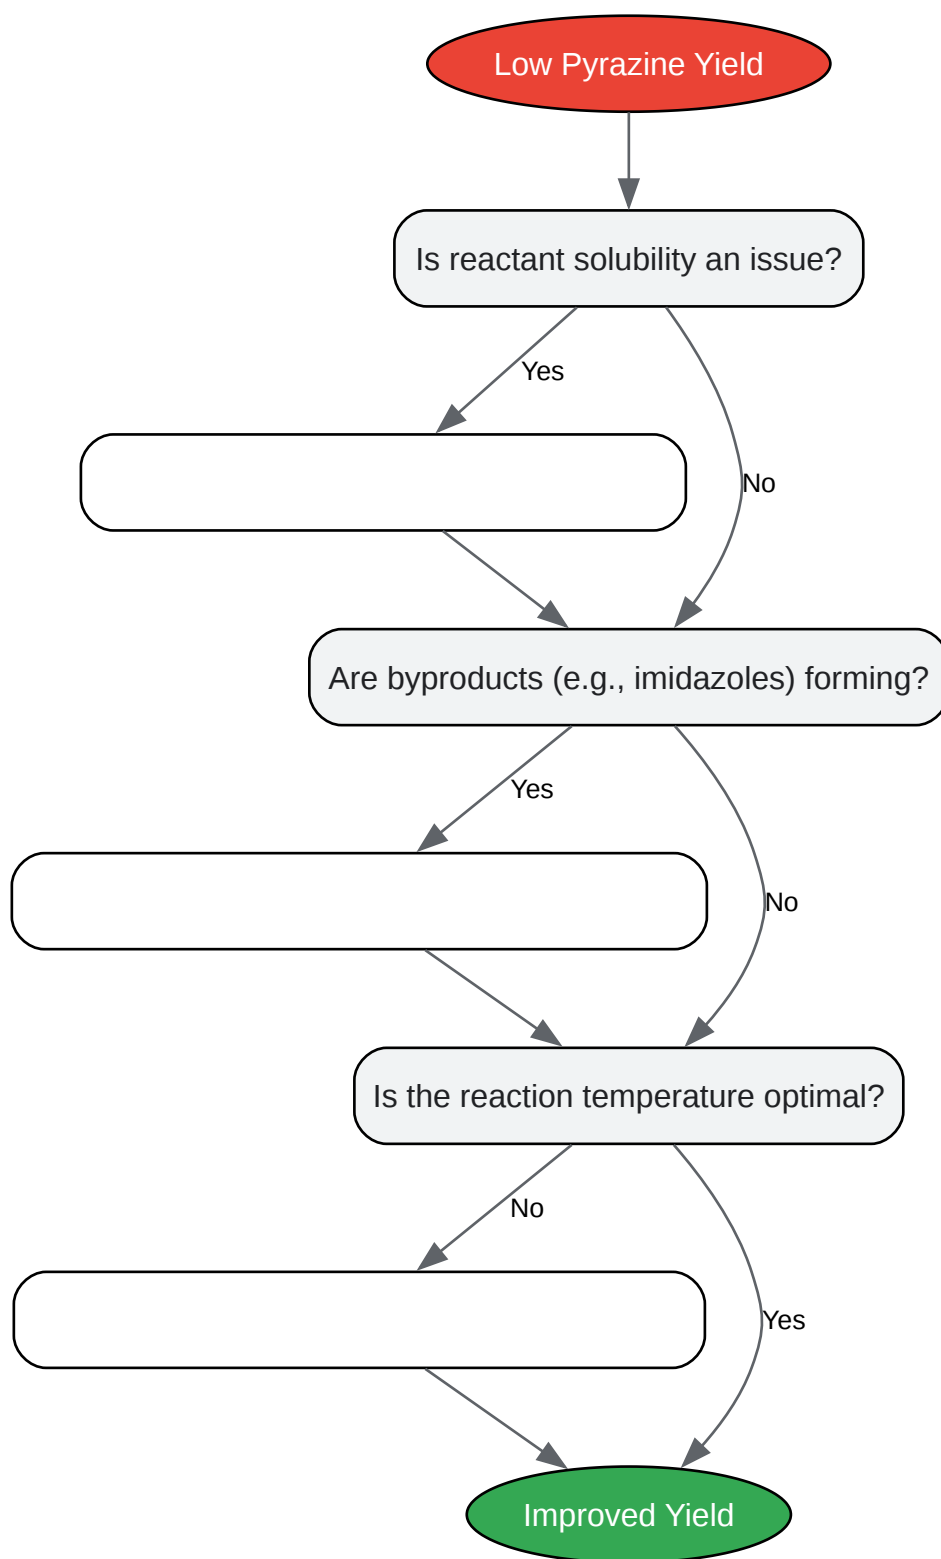 Low Pyrazine Yield
Is reactant solubility an issue?
Yes
No
Are byproducts (e.g., imidazoles) forming?
Yes
No
Is the reaction temperature optimal?
No
Yes
Improved Yield